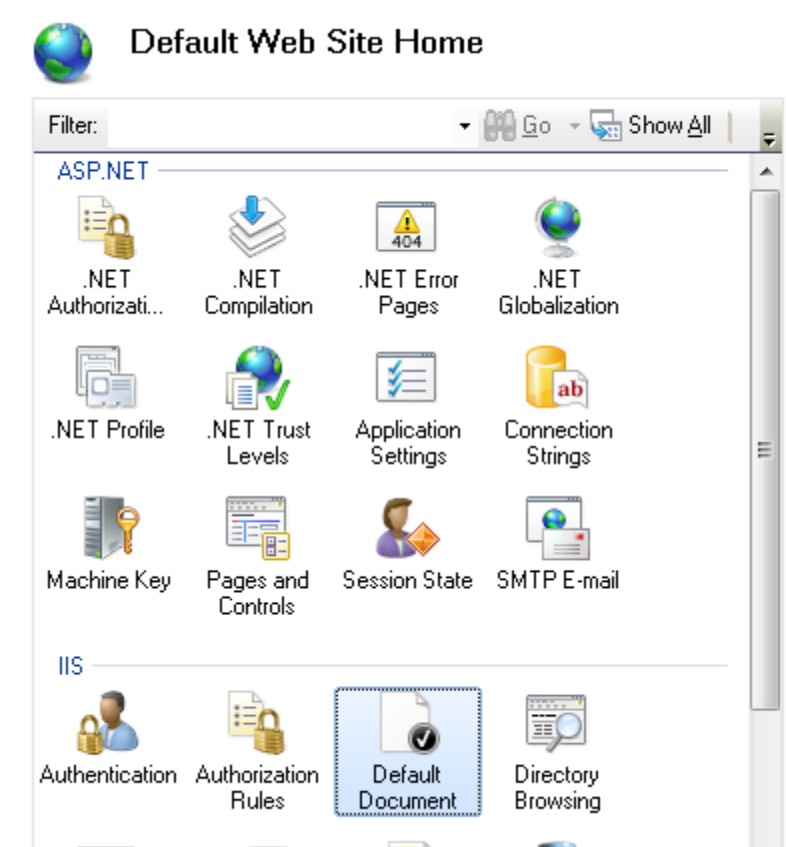 Default Web Site Home
Filter: Go Show All
ASP.NET
.NET Authorizati...
.NET Compilation
.NET Error Pages
404
.NET Globalization
.NET Profile
.NET Trust Levels
Application Settings
ab
Connection Strings
Machine Key
Pages and Controls
Session State
SMTP E-mail
IIS
Authentication
Authorization Rules
Default Document
Directory Browsing